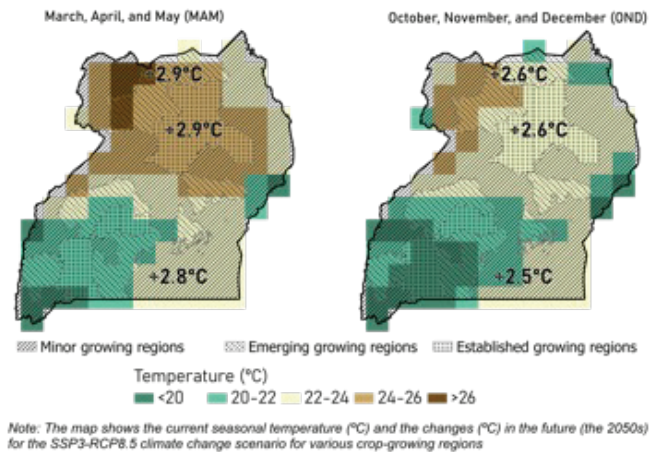 March, April, and May (MAM)
October, November, and December (OND)
+2.9°C
+2.9°C
+2.8°C
+2.6°C
+2.6°C
+2.5°C
Minor growing regions
Emerging growing regions
Established growing regions
Temperature (°C)
<20
20-22
22-24
24-26
>26
Note: The map shows the current seasonal temperature (°C) and the changes (°C) in the future (the 2050s)
for the SSP3-RCP8.5 climate change scenario for various crop-growing regions